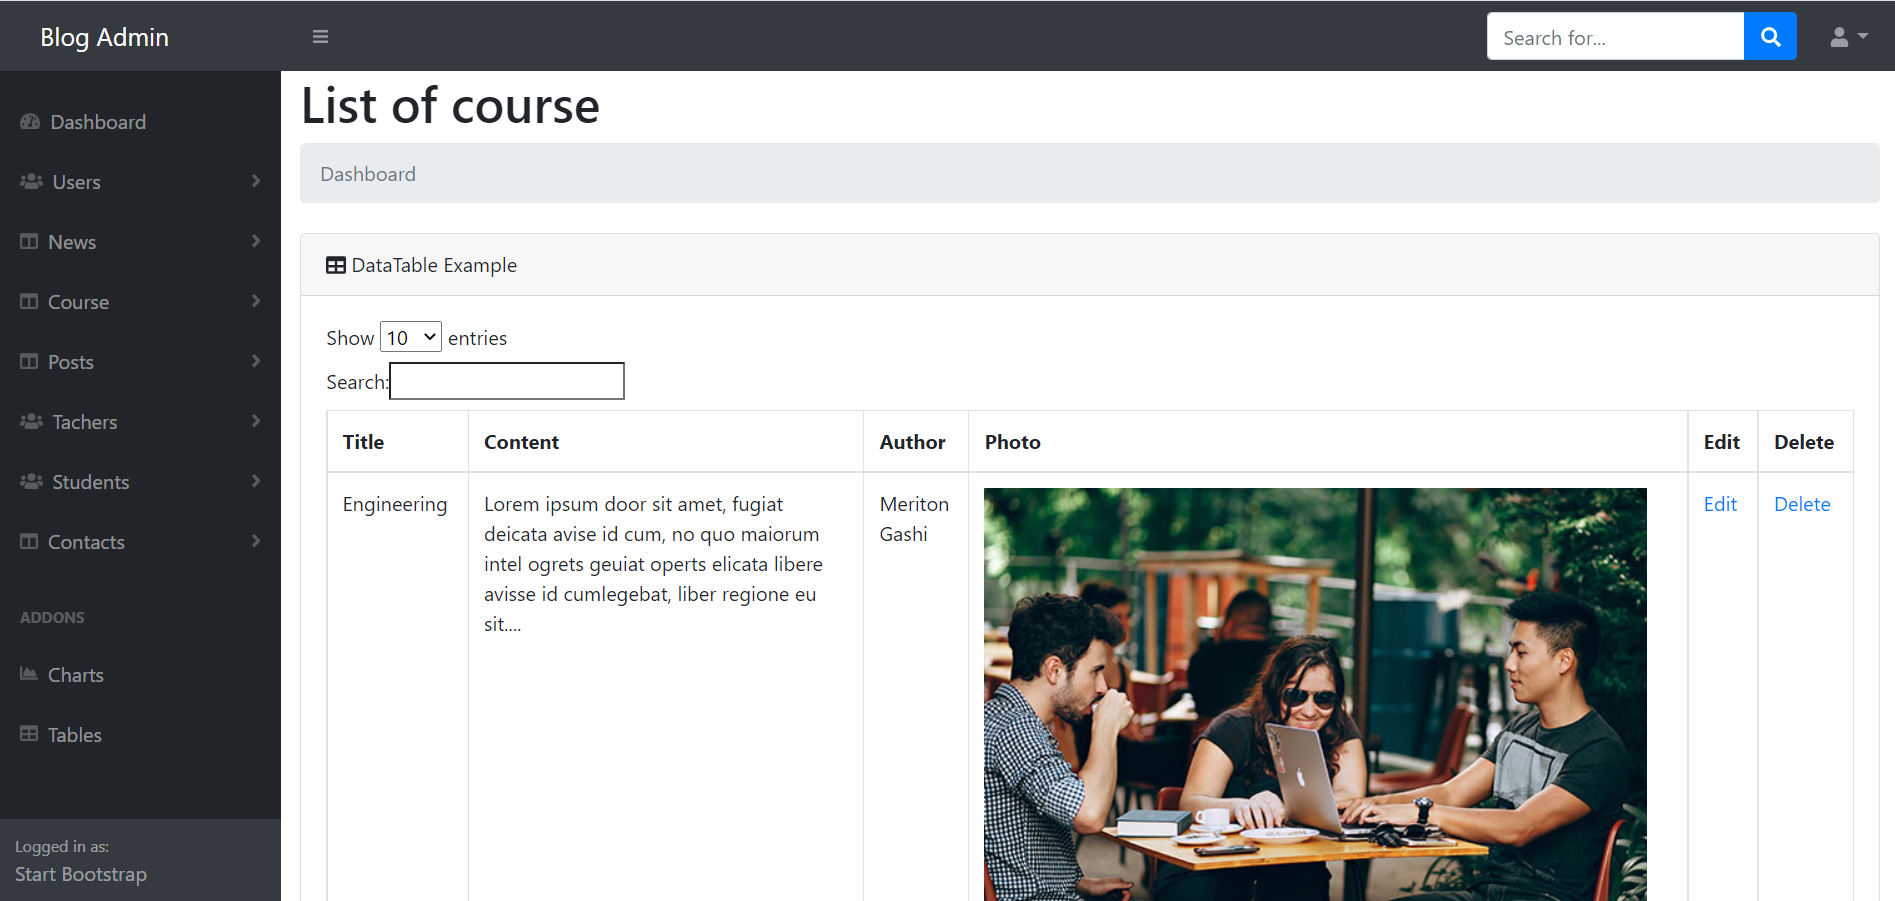 Blog Admin
Search for...
Dashboard
Users
News
Course
Posts
Tachers
Students
Contacts
ADDONS
Charts
Tables
Logged in as:
Start Bootstrap
List of course
Dashboard
DataTable Example
Show 10 entries
Search:
Title Content Author Photo Edit Delete
Engineering
Lorem ipsum door sit amet, fugiat
deicata avise id cum, no quo maiorum
intel ogrets geuiat operts elicata libere
avisse id cumlegebat, liber regione eu
sit....
Meriton
Gashi
Edit
Delete